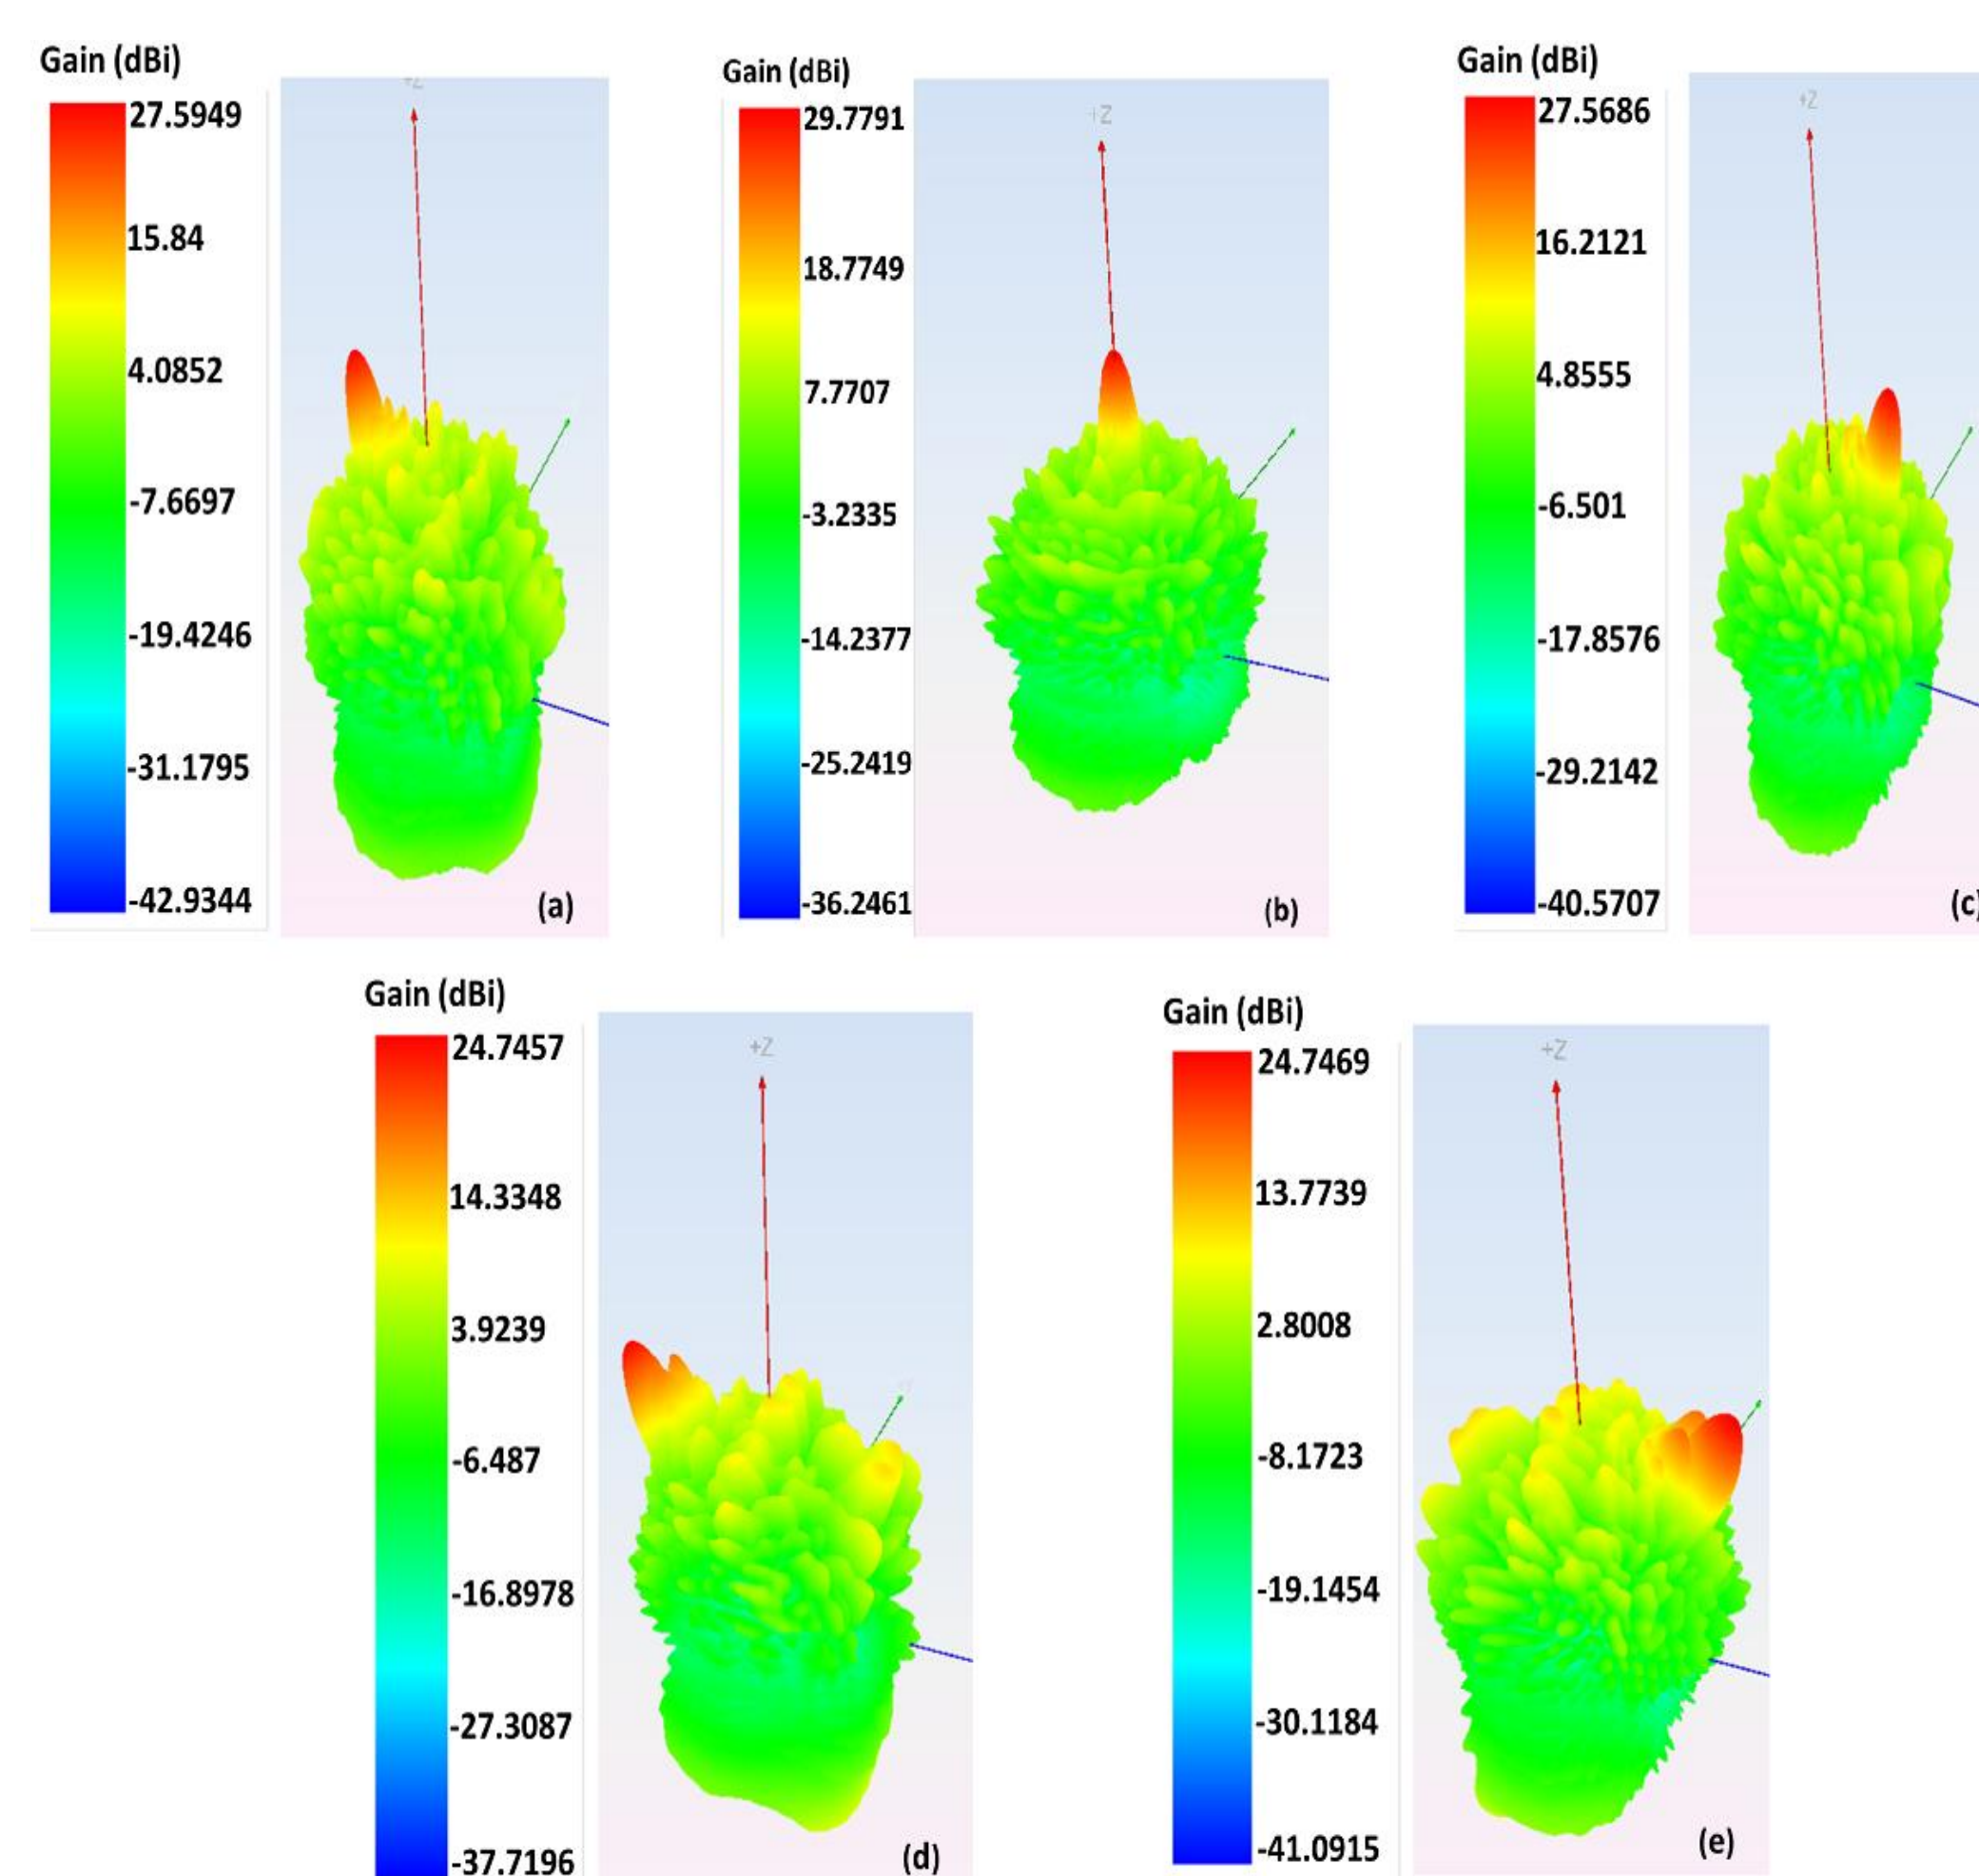 Gain (dBi)
27.5949
15.84
4.0852
-7.6697
-19.4246
-31.1795
-42.9344
+Z
(a)
Gain (dBi)
29.7791
18.7749
7.7707
-3.2335
-14.2377
-25.2419
-36.2461
+Z
(b)
Gain (dBi)
27.5686
16.2121
4.8555
-6.501
-17.8576
-29.2142
-40.5707
+Z
(c)
Gain (dBi)
24.7457
14.3348
3.9239
-6.487
-16.8978
-27.3087
-37.7196
+Z
(d)
Gain (dBi)
24.7469
13.7739
2.8008
-8.1723
-19.1454
-30.1184
-41.0915
+Z
(e)